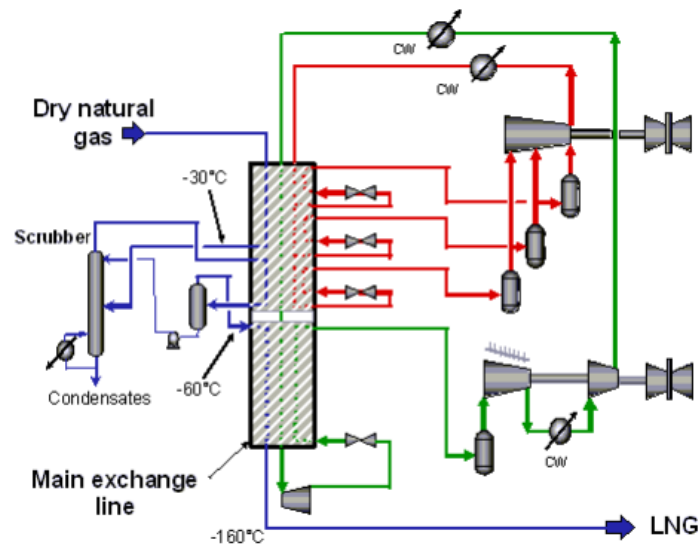 CW
CW
Dry natural
gas
-30°C
Scrubber
-60°C
Condensates
CW
Main exchange
line
-160°C
LNG